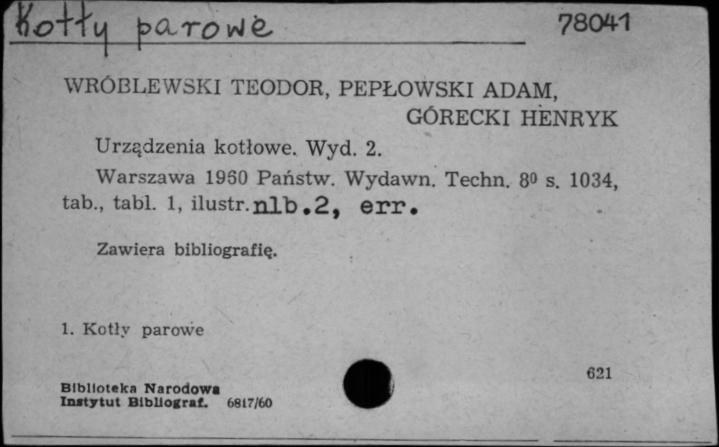 Kotły parowe 78041
WRÓBLEWSKI TEODOR, PEPŁOWSKI ADAM,
GÓRECKI HENRYK
Urządzenia kotłowe. Wyd. 2.
Warszawa 1960 Państw. Wydawn. Techn. 8⁰ s. 1034,
tab., tabl. 1, ilustr. nlb.2, err.
Zawiera bibliografię.
1. Kotły parowe
621
Biblioteka Narodowa
Instytut Bibliograf. 6817/60